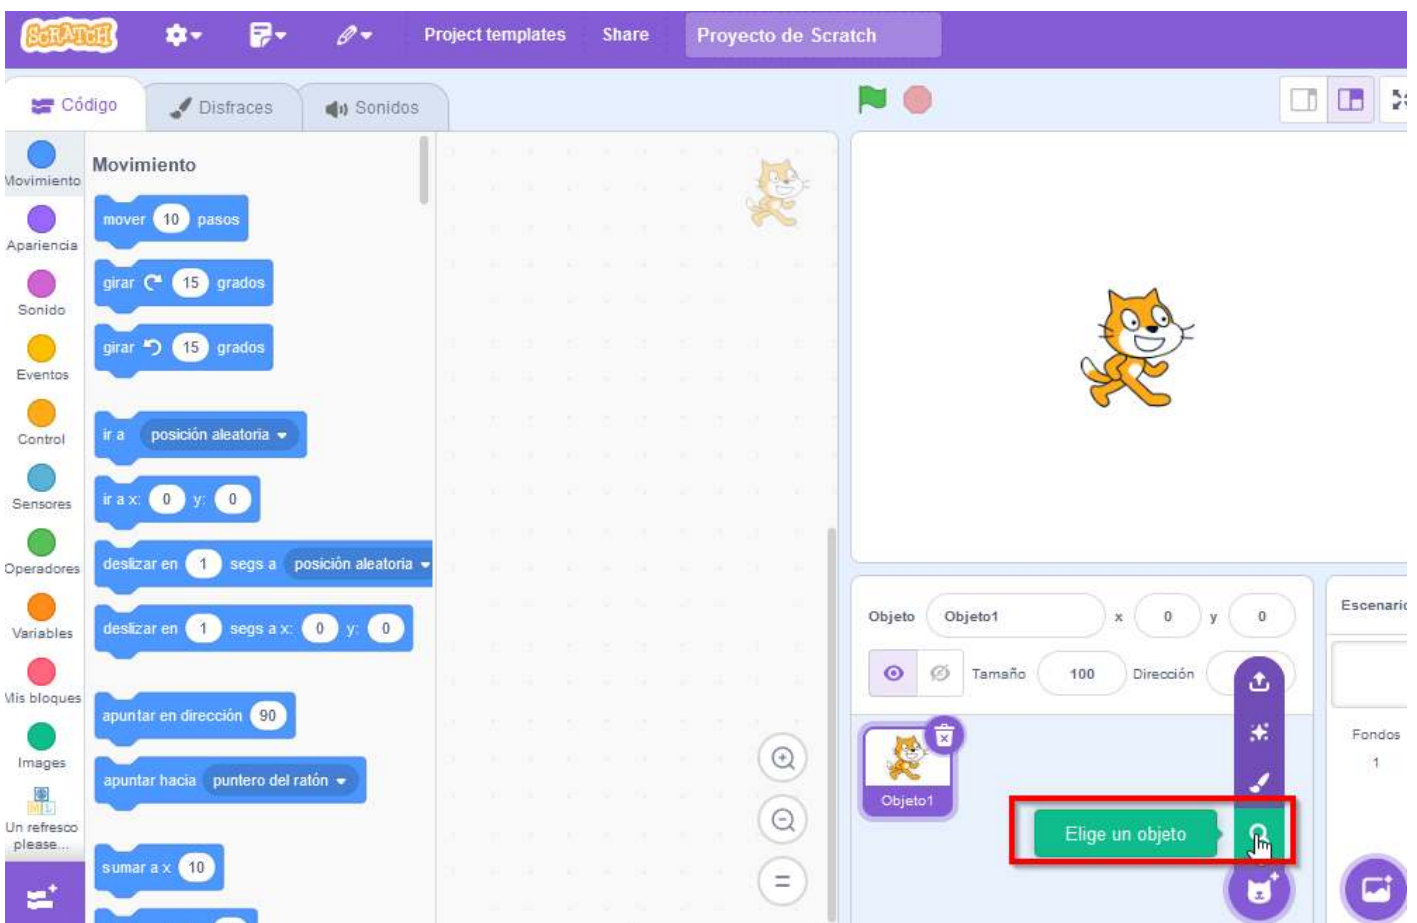 SCRATCH
Project templates
Share
Proyecto de Scratch
Código
Disfraces
Sonidos
Movimiento
Apariencia
Sonido
Eventos
Control
Sensores
Operadores
Variables
Mis bloques
Images
Un refresco
please...
Movimiento
mover 10 pasos
girar 15 grados
girar 15 grados
ir a posición aleatoria
ir a x: 0 y: 0
deslizar en 1 segs a posición aleatoria
deslizar en 1 segs a x: 0 y: 0
apuntar en dirección 90
apuntar hacia puntero del ratón
sumar a x 10
Objeto Objeto1 x 0 y 0
Tamaño 100 Dirección
Objeto1
Elige un objeto
Escenario
Fondos
1